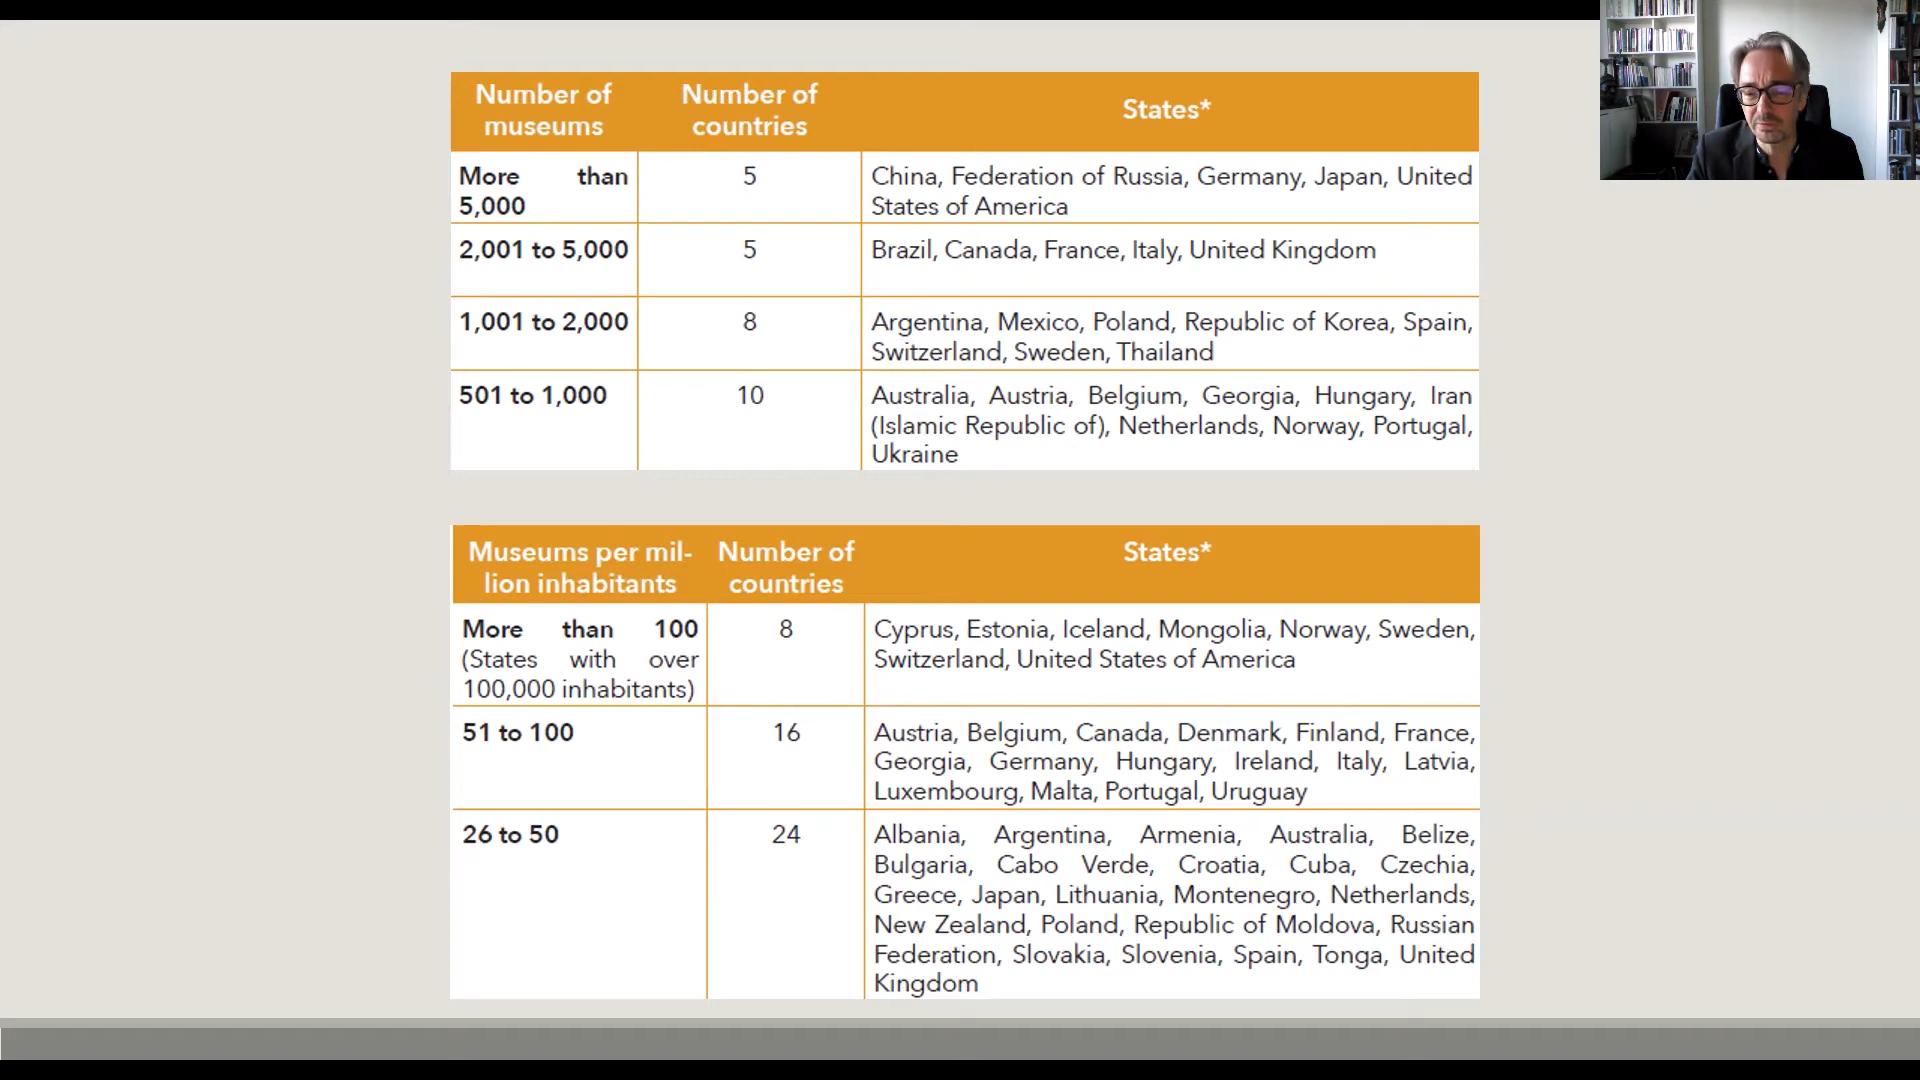 Number of museums
Number of countries
States*
More than 5,000
5
China, Federation of Russia, Germany, Japan, United
States of America
2,001 to 5,000
5
Brazil, Canada, France, Italy, United Kingdom
1,001 to 2,000
8
Argentina, Mexico, Poland, Republic of Korea, Spain,
Switzerland, Sweden, Thailand
501 to 1,000
10
Australia, Austria, Belgium, Georgia, Hungary, Iran
(Islamic Republic of), Netherlands, Norway, Portugal,
Ukraine
Museums per mil-
lion inhabitants
Number of
countries
States*
More than 100
(States with over
100,000 inhabitants)
8
Cyprus, Estonia, Iceland, Mongolia, Norway, Sweden,
Switzerland, United States of America
51 to 100
16
Austria, Belgium, Canada, Denmark, Finland, France,
Georgia, Germany, Hungary, Ireland, Italy, Latvia,
Luxembourg, Malta, Portugal, Uruguay
26 to 50
24
Albania, Argentina, Armenia, Australia, Belize,
Bulgaria, Cabo Verde, Croatia, Cuba, Czechia,
Greece, Japan, Lithuania, Montenegro, Netherlands,
New Zealand, Poland, Republic of Moldova, Russian
Federation, Slovakia, Slovenia, Spain, Tonga, United
Kingdom